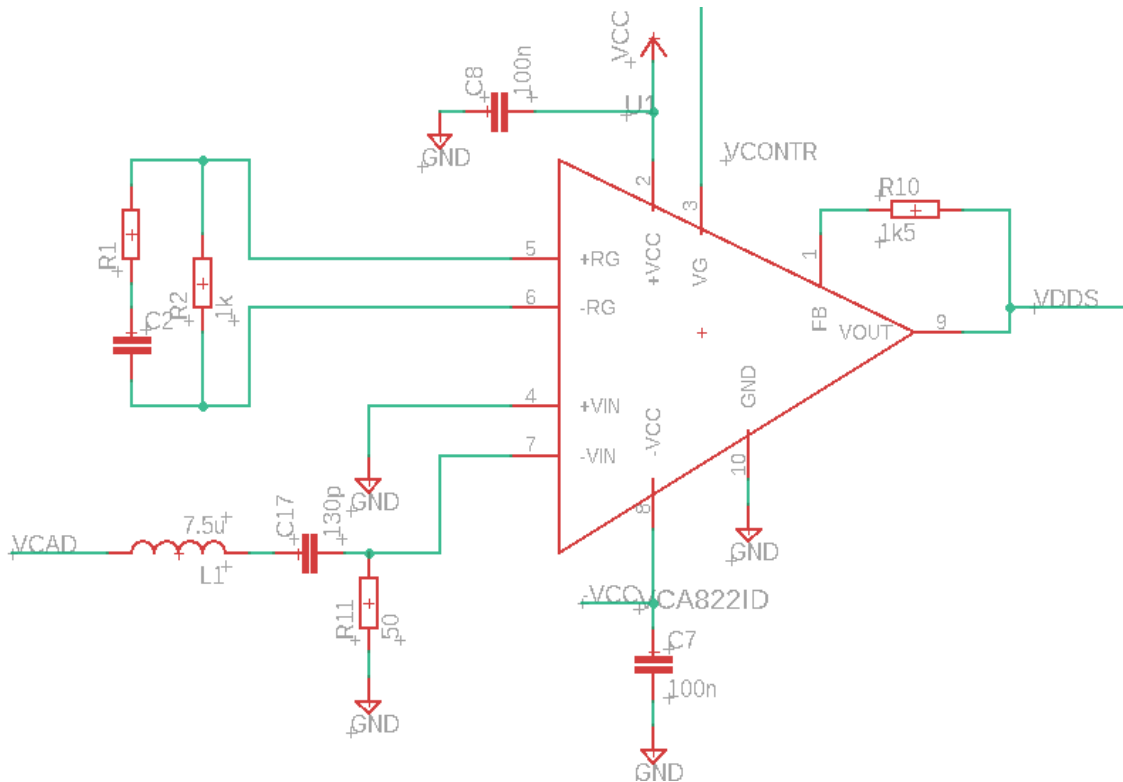 VCC
C8
100n
U1
GND
VCONTR
2
3
R10
1k5
1
5
+RG
+VCC
VG
R1
R2
1k
6
-RG
FB
VOUT
9
VDDS
C2
4
+VIN
GND
-VCC
7
-VIN
10
GND
C17
130p
8
GND
VCAD
7.5u
L1
R11
50
-VCC
VCA822ID
C7
100n
GND
GND